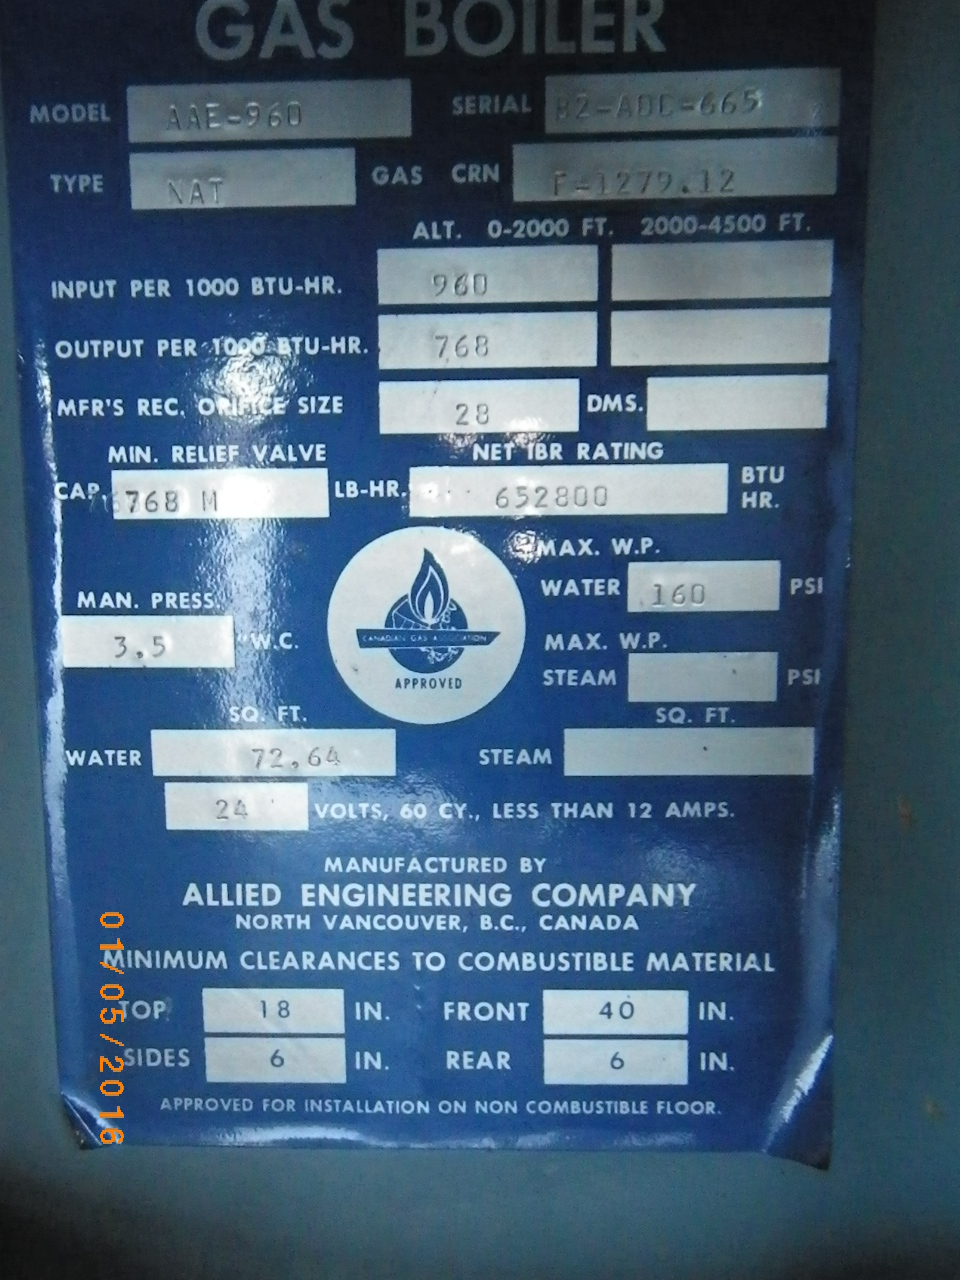 GAS BOILER
MODEL AAE-960 SERIAL B2-ADC-665
TYPE NAT GAS CRN F-1279.12
ALT. 0-2000 FT. 2000-4500 FT.
INPUT PER 1000 BTU-HR. 960
OUTPUT PER 1000 BTU-HR. 768
MFR'S REC. ORIFICE SIZE 28 DMS.
MIN. RELIEF VALVE NET IBR RATING
CAP. 768 M LB-HR. 652800 BTU HR.
MAX. W.P.
WATER 160 PSI
MAN. PRESS.
3.5 "W.C.
MAX. W.P.
STEAM PSI
CANADIAN GAS ASSOCIATION
APPROVED
SQ. FT. SQ. FT.
WATER 72.64 STEAM
24 VOLTS, 60 CY., LESS THAN 12 AMPS.
MANUFACTURED BY
ALLIED ENGINEERING COMPANY
NORTH VANCOUVER, B.C., CANADA
MINIMUM CLEARANCES TO COMBUSTIBLE MATERIAL
TOP 18 IN. FRONT 40 IN.
SIDES 6 IN. REAR 6 IN.
APPROVED FOR INSTALLATION ON NON COMBUSTIBLE FLOOR.
01/05/2016